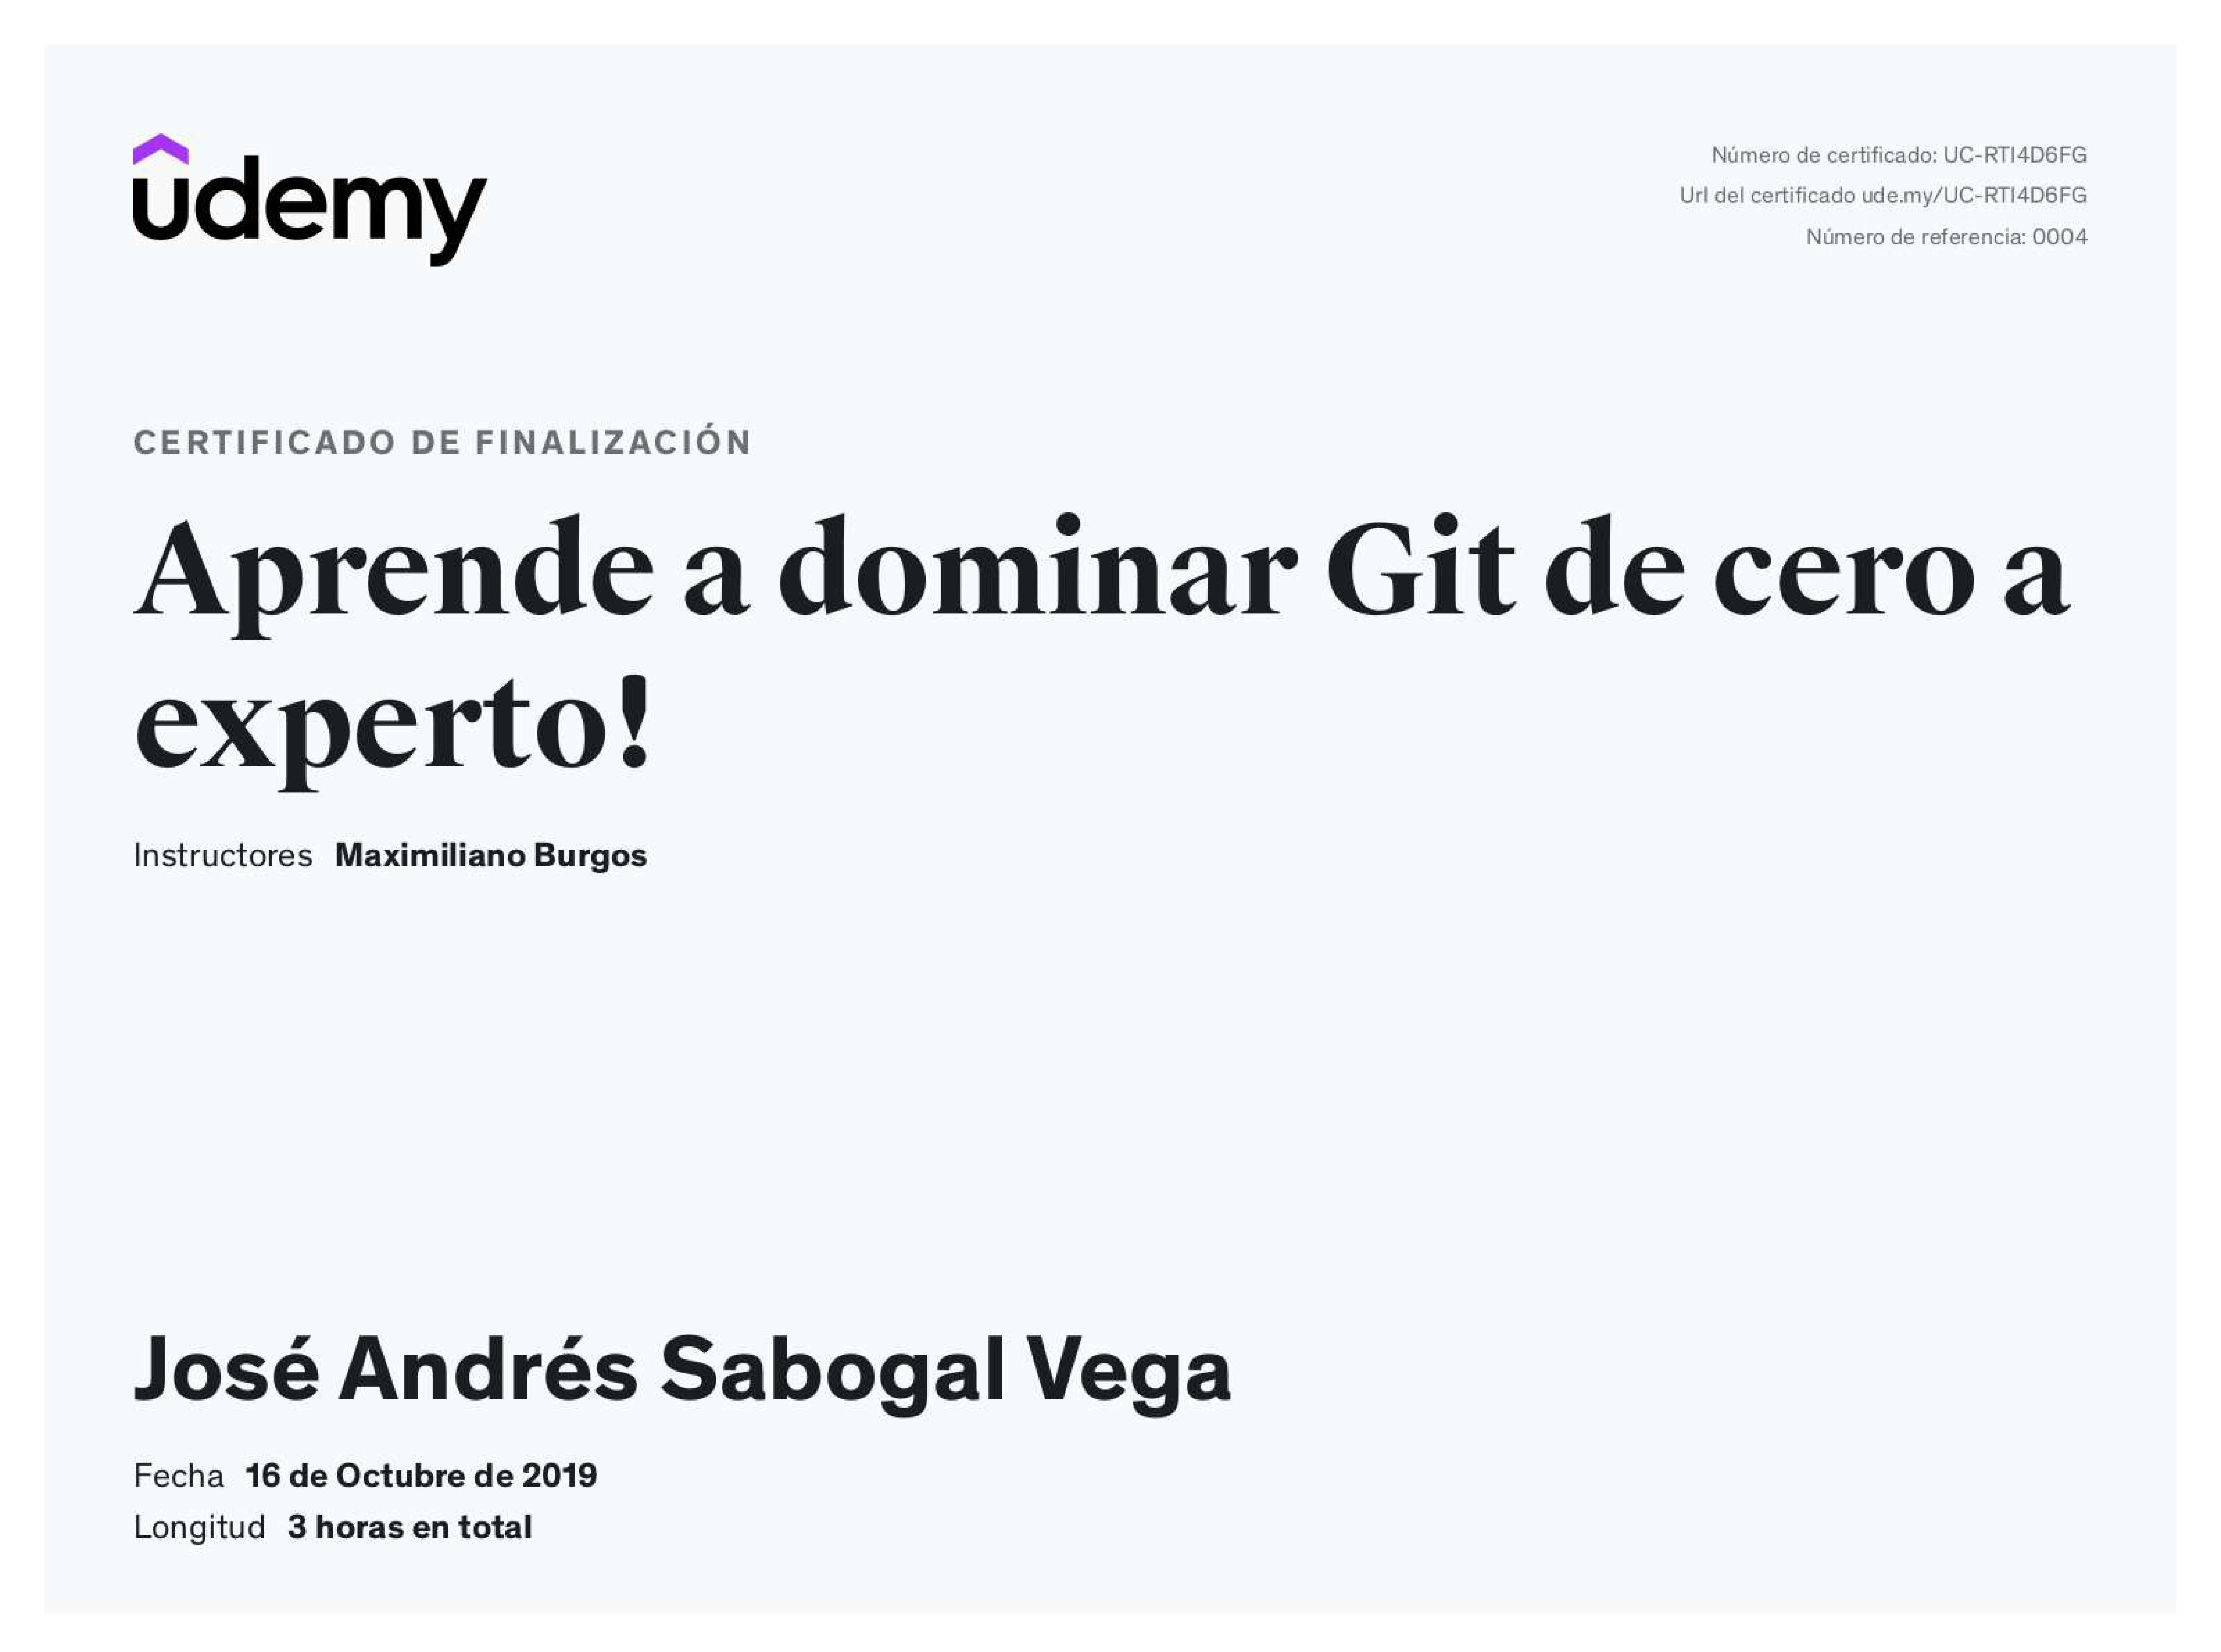 udemy
Número de certificado: UC-RTI4D6FG
Url del certificado ude.my/UC-RTI4D6FG
Número de referencia: 0004
CERTIFICADO DE FINALIZACIÓN
Aprende a dominar Git de cero a
experto!
Instructores Maximiliano Burgos
José Andrés Sabogal Vega
Fecha 16 de Octubre de 2019
Longitud 3 horas en total